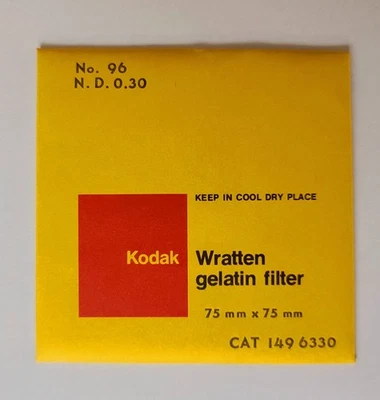 No. 96
N. D. 0.30
KEEP IN COOL DRY PLACE
Kodak Wratten
gelatin filter
75 mm x 75 mm
CAT 149 6330